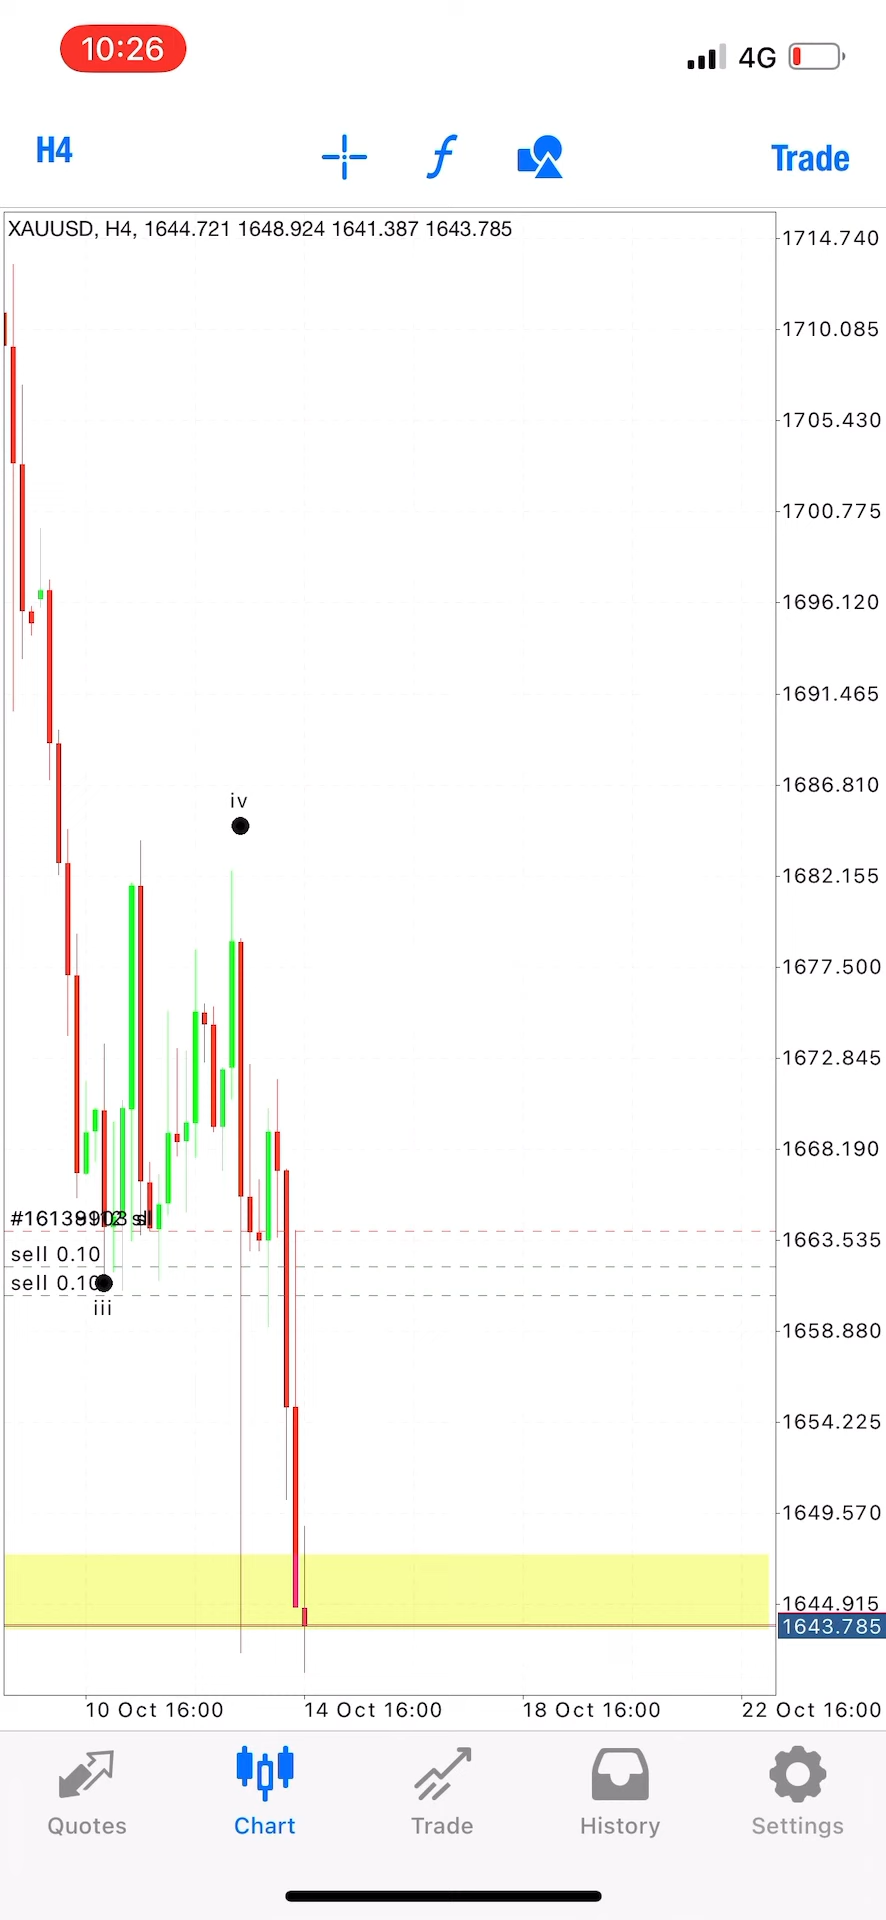 10:26
4G
H4
f
Trade
XAUUSD, H4, 1644.721 1648.924 1641.387 1643.785
1714.740
1710.085
1705.430
1700.775
1696.120
1691.465
1686.810
iv
1682.155
1677.500
1672.845
1668.190
sl
1663.535
sell 0.10
sell 0.10
iii
1658.880
1654.225
1649.570
1644.915
1643.785
10 Oct 16:00
14 Oct 16:00
18 Oct 16:00
22 Oct 16:00
Quotes
Chart
Trade
History
Settings